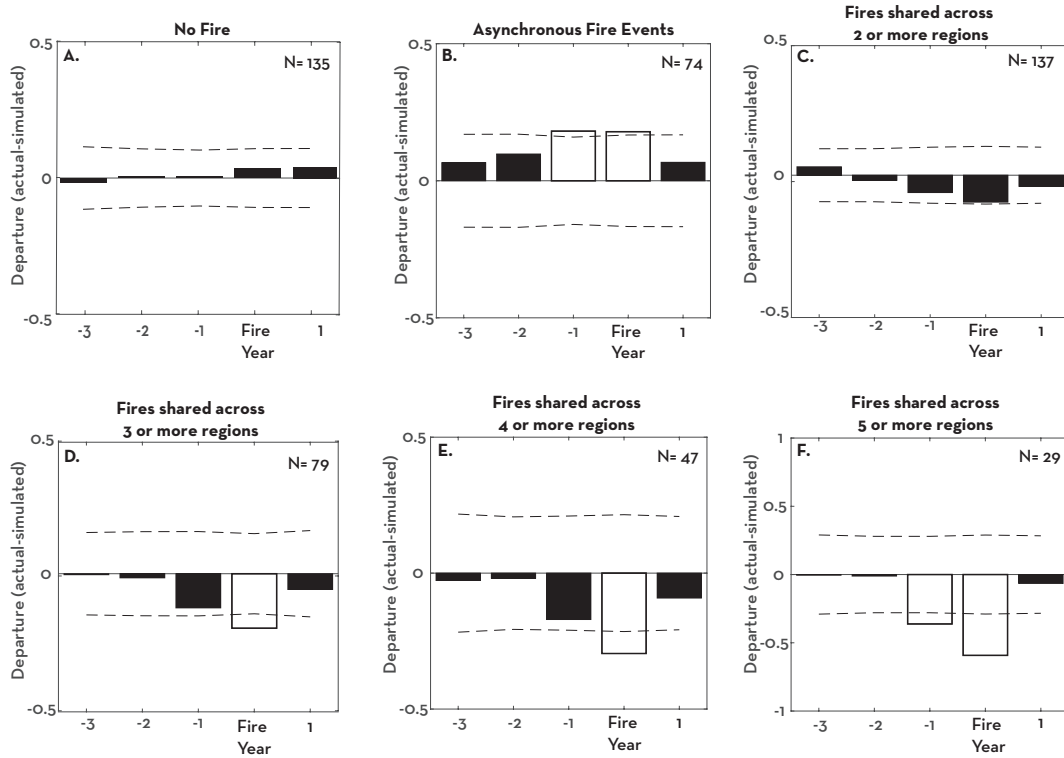 No Fire
A.
N= 135
0.5
0
-0.5
Departure (actual-simulated)
-3 -2 -1 Fire 1
Year
Asynchronous Fire Events
B.
N= 74
0.5
0
-0.5
Departure (actual-simulated)
-3 -2 -1 Fire 1
Year
Fires shared across
2 or more regions
C.
N= 137
0.5
0
-0.5
Departure (actual-simulated)
-3 -2 -1 Fire 1
Year
Fires shared across
3 or more regions
D.
N= 79
0.5
0
-0.5
Departure (actual-simulated)
-3 -2 -1 Fire 1
Year
Fires shared across
4 or more regions
E.
N= 47
0.5
0
-0.5
Departure (actual-simulated)
-3 -2 -1 Fire 1
Year
Fires shared across
5 or more regions
F.
N= 29
1
0.5
0
-0.5
-1
Departure (actual-simulated)
-3 -2 -1 Fire 1
Year